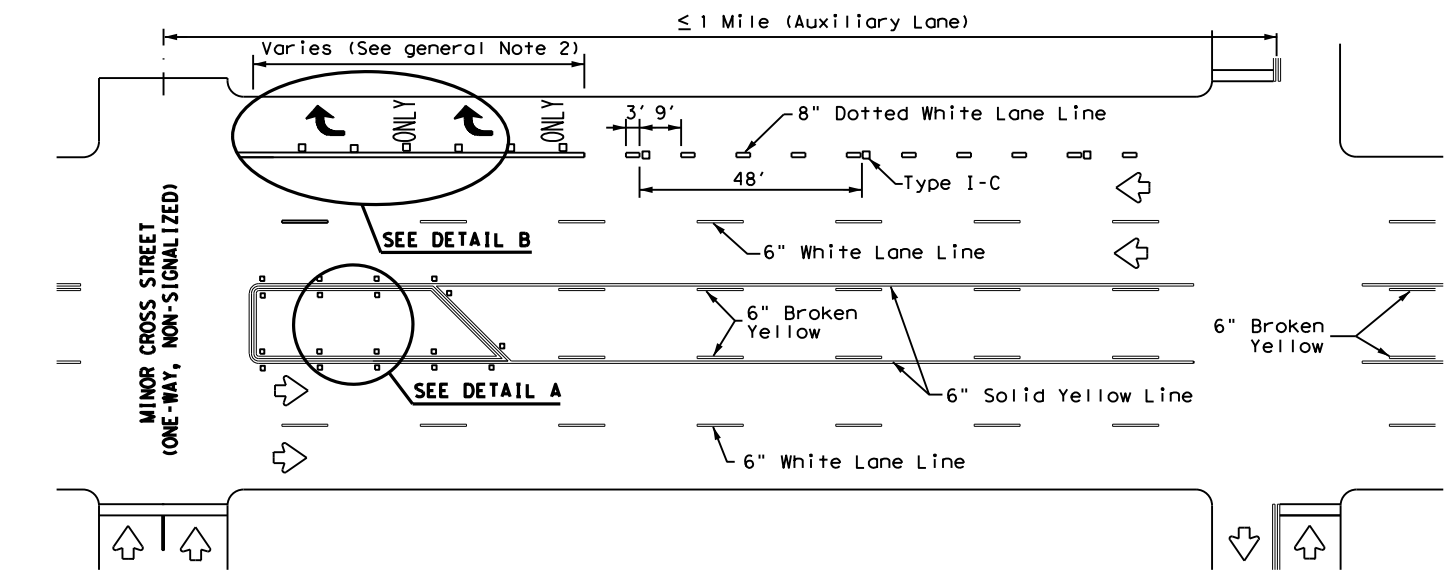 ≤ 1 Mile (Auxiliary Lane)
Varies (See general Note 2)
ONLY
ONLY
3' 9'
8" Dotted White Lane Line
48'
Type I-C
SEE DETAIL B
6" White Lane Line
MINOR CROSS STREET
(ONE-WAY, NON-SIGNALIZED)
6" Broken
Yellow
6" Broken
Yellow
SEE DETAIL A
6" Solid Yellow Line
6" White Lane Line